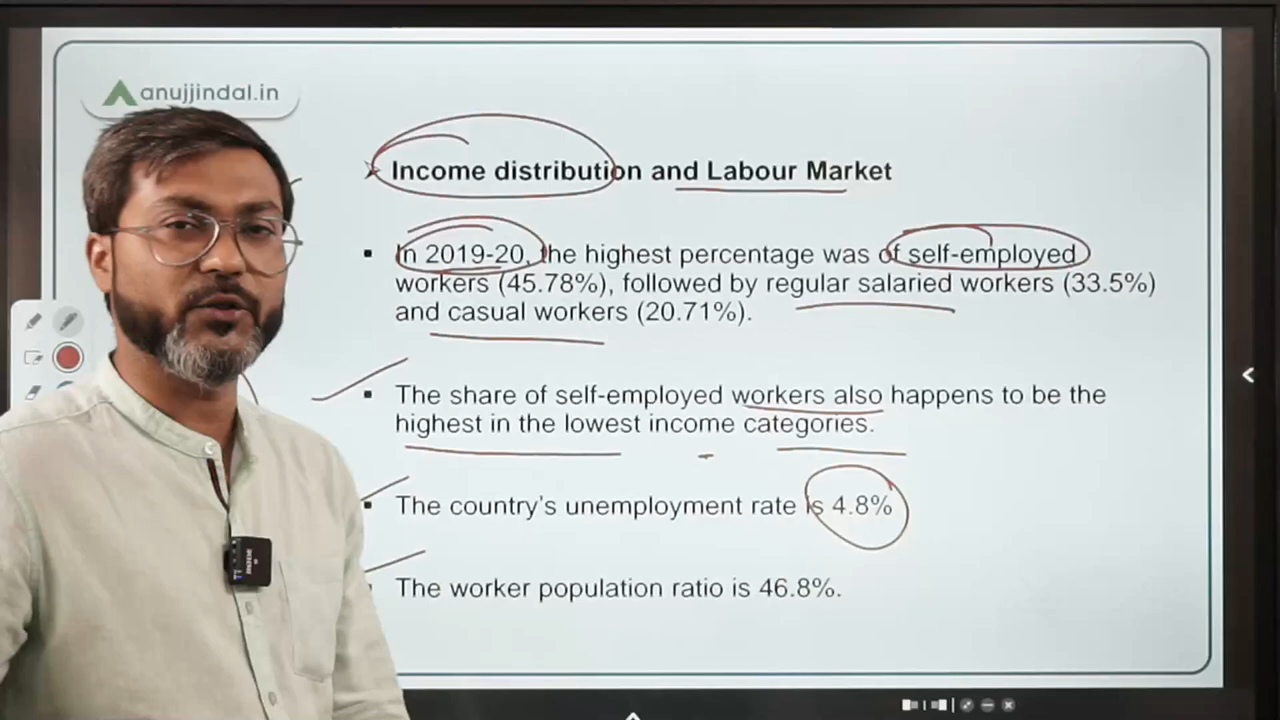 anujjindal.in
Income distribution and Labour Market
In 2019-20, the highest percentage was of self-employed
workers (45.78%), followed by regular salaried workers (33.5%)
and casual workers (20.71%).
The share of self-employed workers also happens to be the
highest in the lowest income categories.
The country's unemployment rate is 4.8%
The worker population ratio is 46.8%.